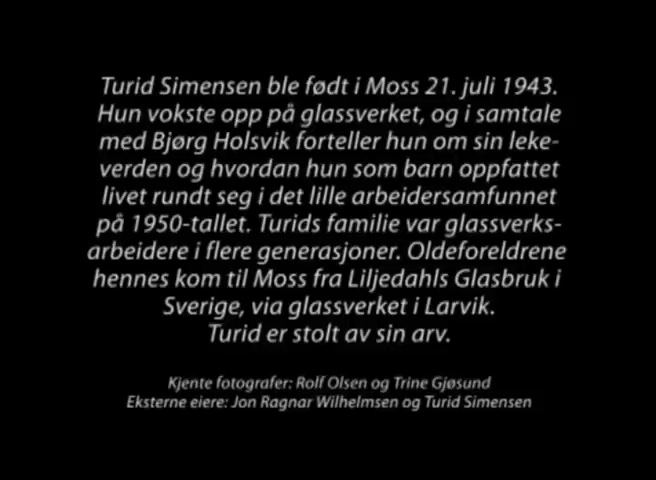 Turid Simensen ble født i Moss 21. juli 1943.
Hun vokste opp på glassverket, og i samtale
med Bjørg Holsvik forteller hun om sin leke-
verden og hvordan hun som barn oppfattet
livet rundt seg i det lille arbeidersamfunnet
på 1950-tallet. Turids familie var glassverks-
arbeidere i flere generasjoner. Oldeforeldrene
hennes kom til Moss fra Liljedahls Glasbruk i
Sverige, via glassverket i Larvik.
Turid er stolt av sin arv.
Kjente fotografer: Rolf Olsen og Trine Gjøsund
Eksterne eiere: Jon Ragnar Wilhelmsen og Turid Simensen